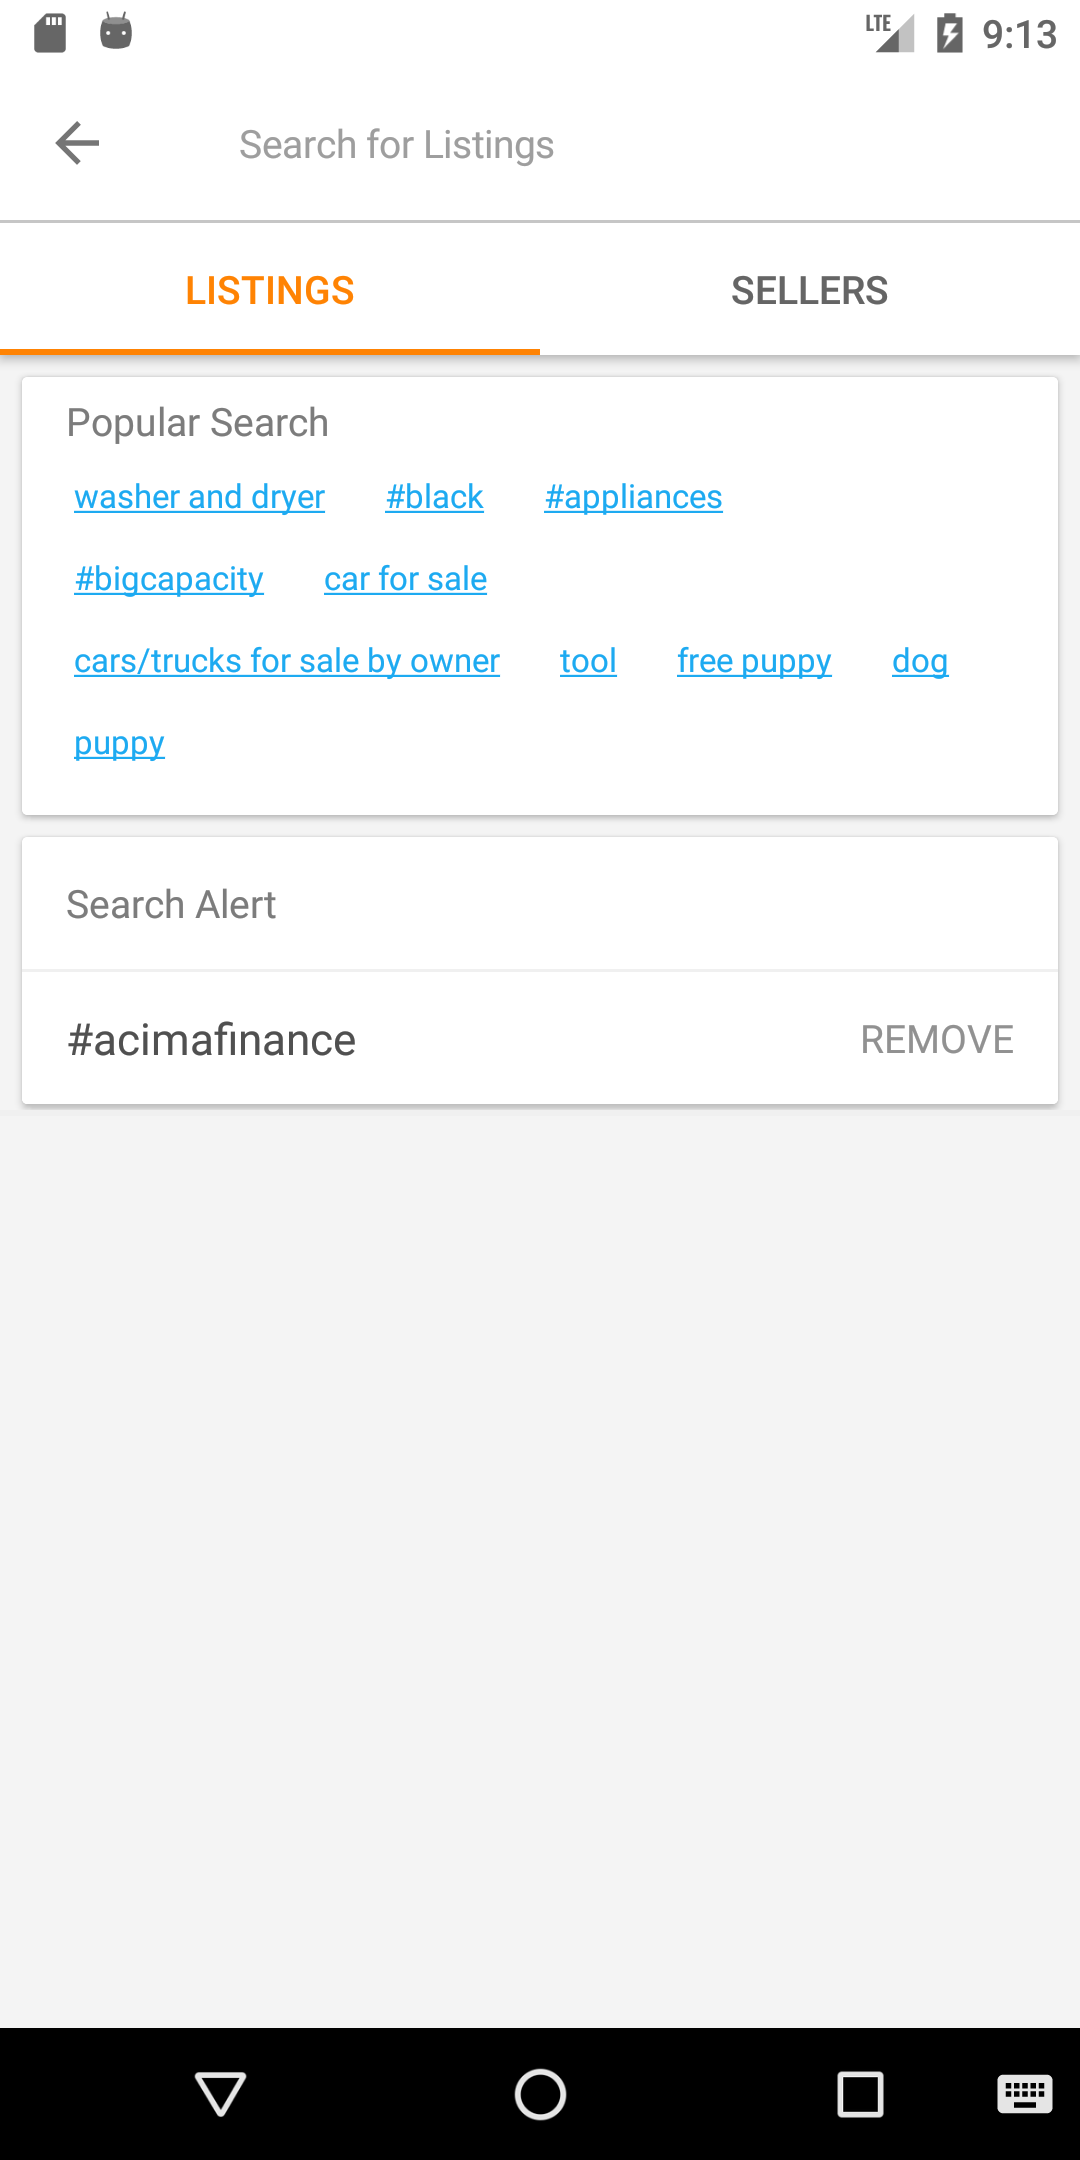 LTE 9:13
Search for Listings
LISTINGS SELLERS
Popular Search
washer and dryer #black #appliances
#bigcapacity car for sale
cars/trucks for sale by owner tool free puppy dog
puppy
Search Alert
#acimafinance REMOVE